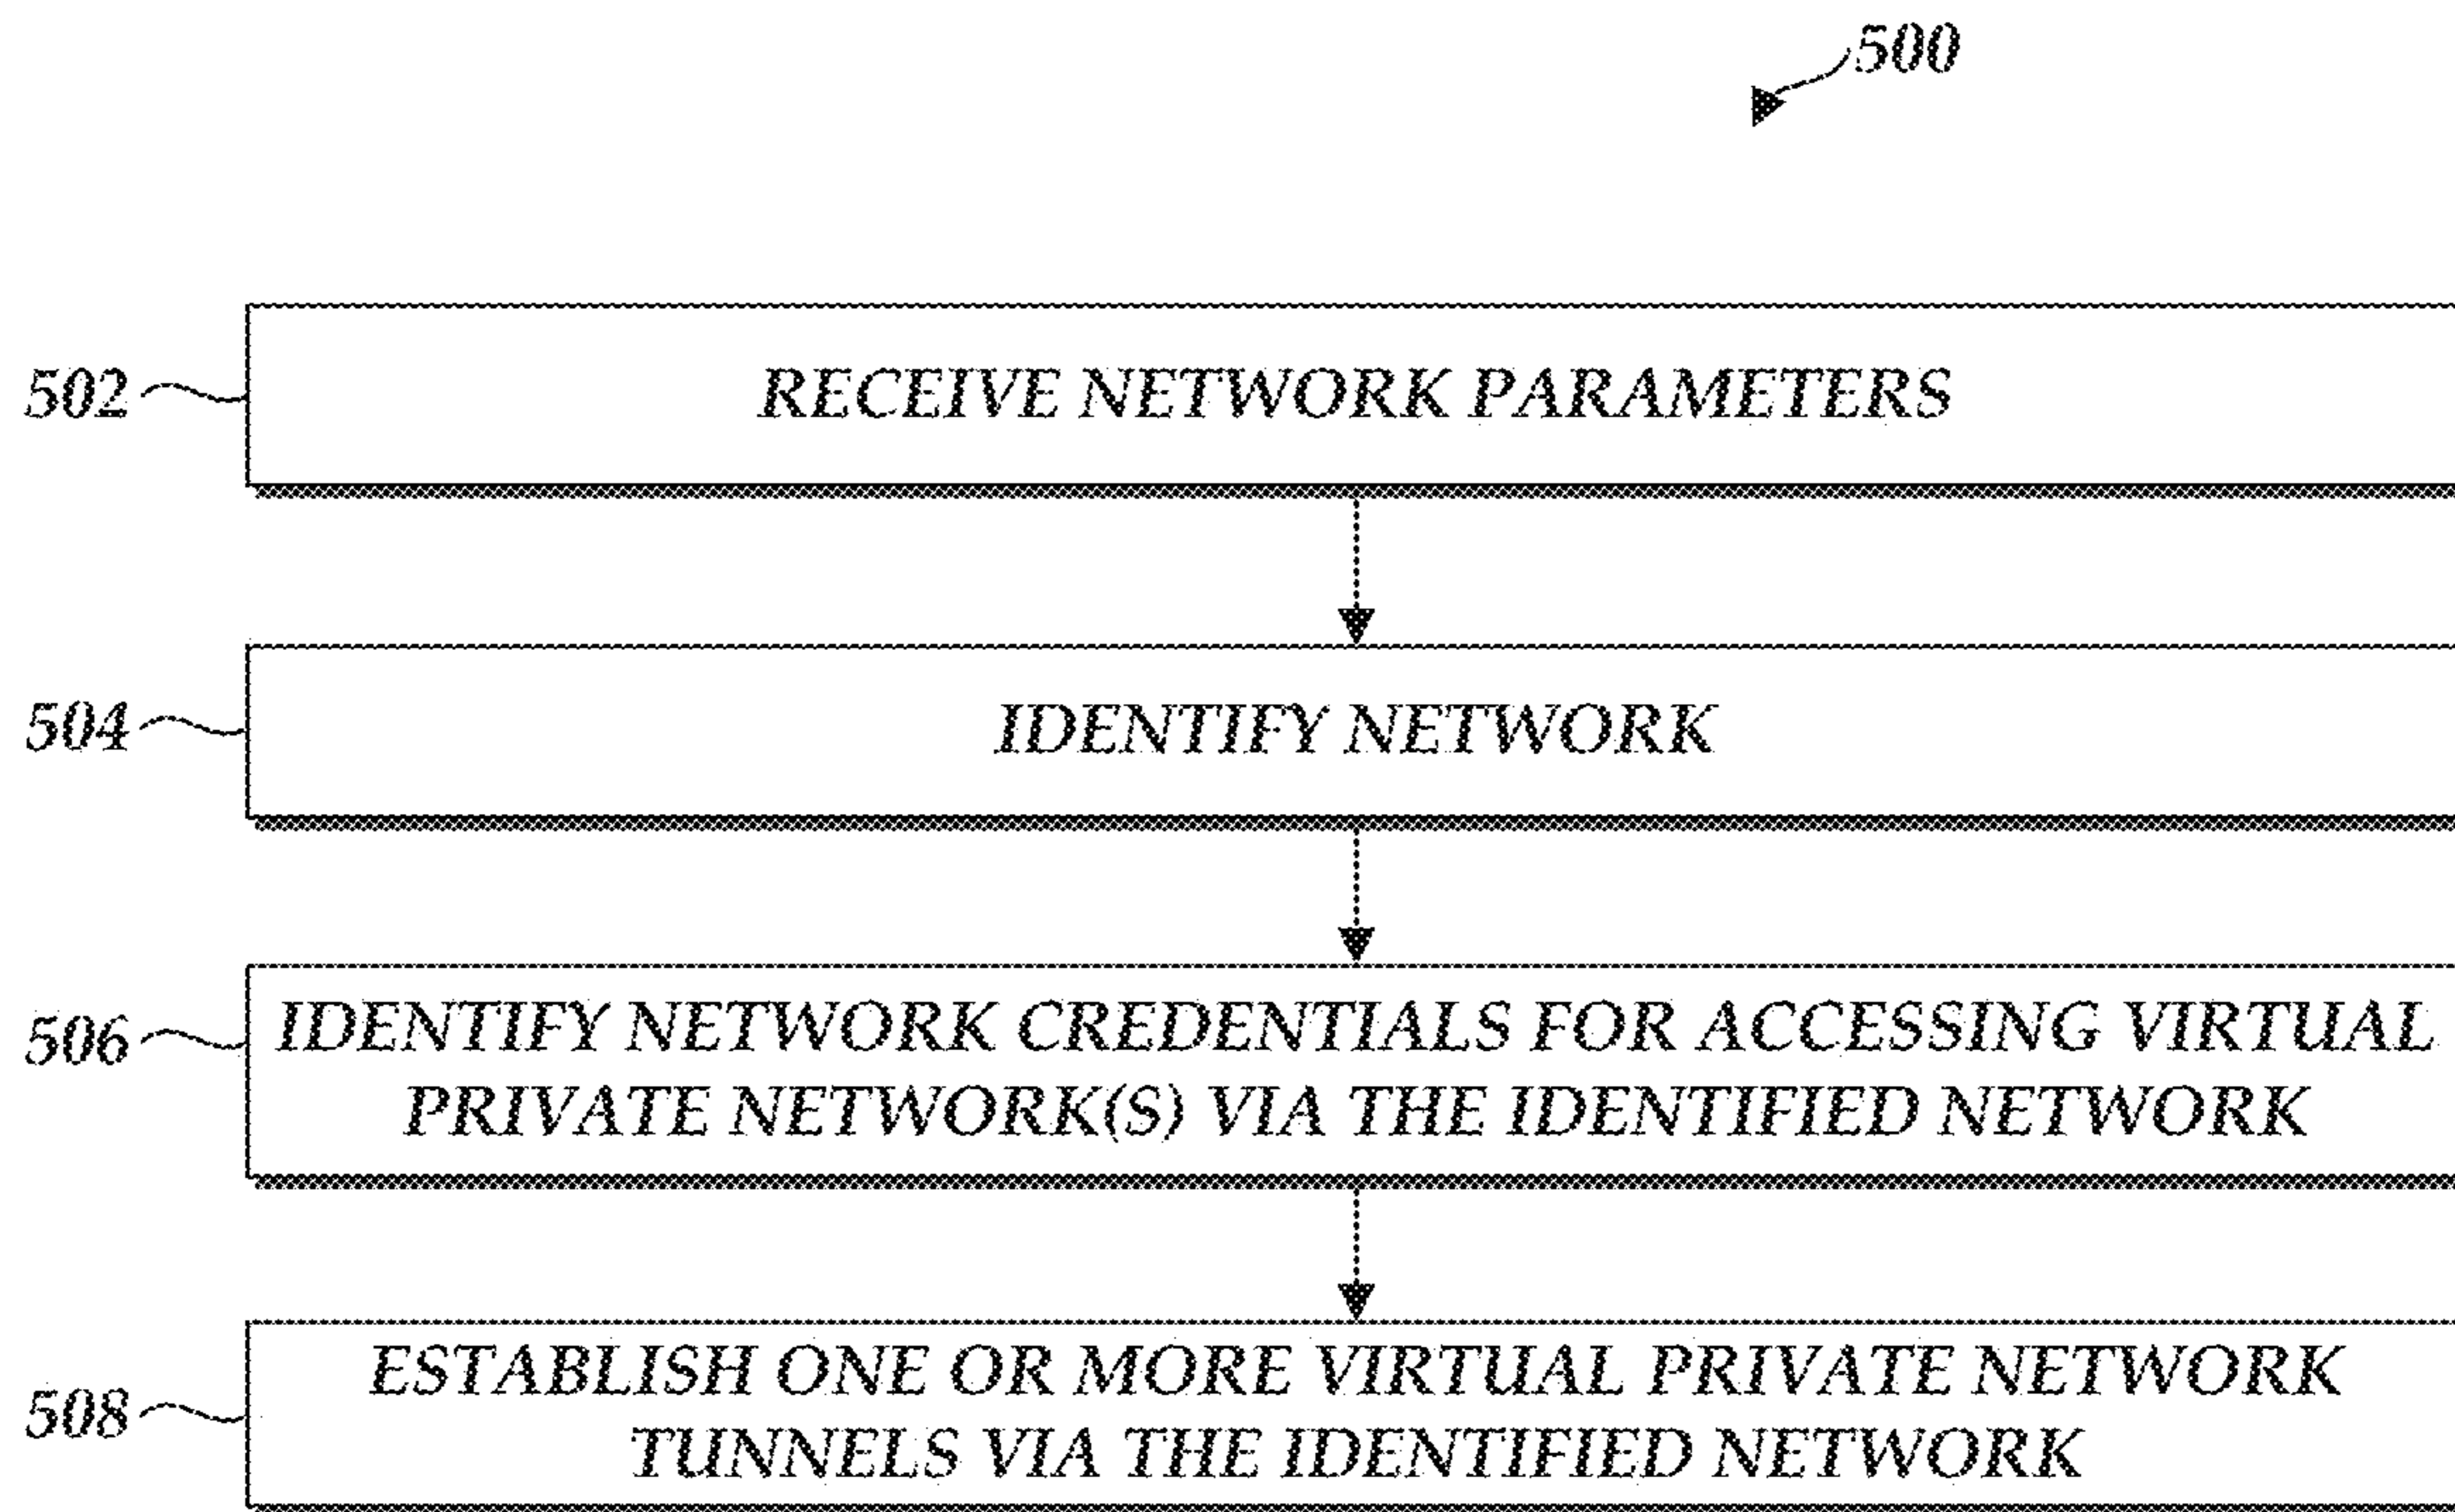 500
502
RECEIVE NETWORK PARAMETERS
504
IDENTIFY NETWORK
506
IDENTIFY NETWORK CREDENTIALS FOR ACCESSING VIRTUAL
PRIVATE NETWORK(S) VIA THE IDENTIFIED NETWORK
508
ESTABLISH ONE OR MORE VIRTUAL PRIVATE NETWORK
TUNNELS VIA THE IDENTIFIED NETWORK